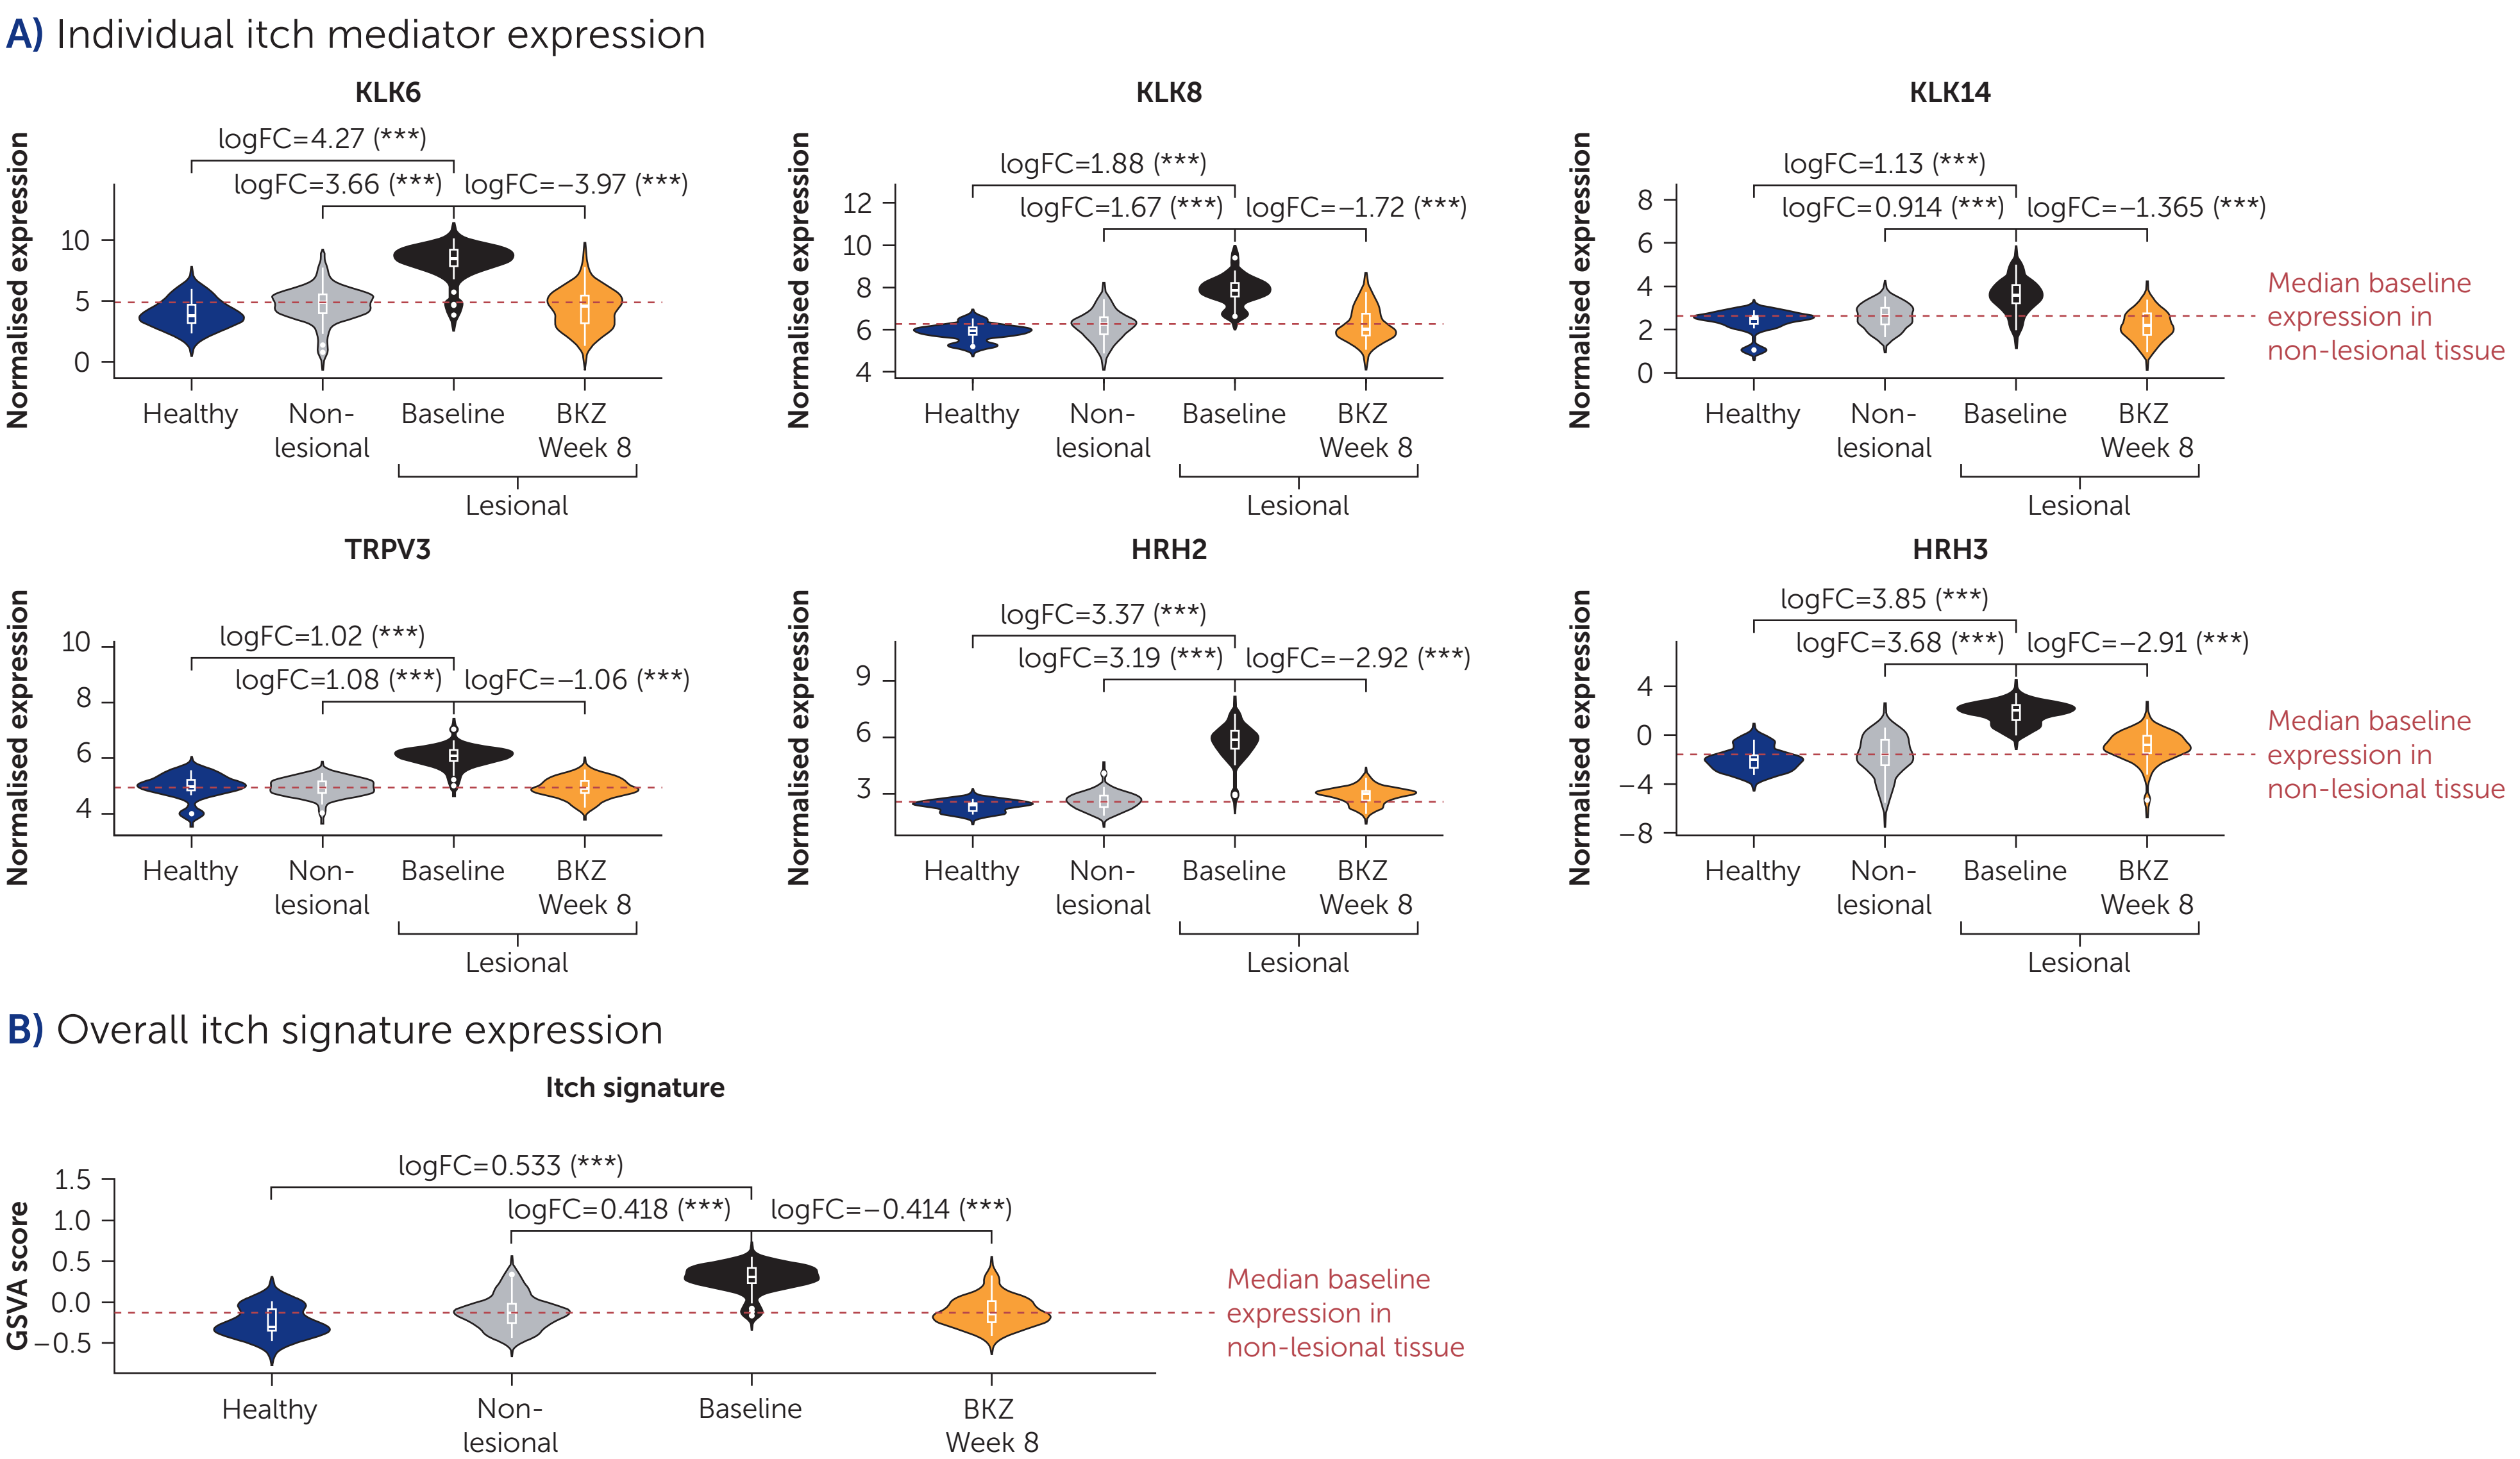 A) Individual itch mediator expression
KLK6
Normalised expression
logFC=4.27 (***)
logFC=3.66 (***) logFC=−3.97 (***)
10
5
0
Healthy Non-lesional Baseline BKZ Week 8
Lesional
KLK8
Normalised expression
logFC=1.88 (***)
logFC=1.67 (***) logFC=−1.72 (***)
12
10
8
6
4
Healthy Non-lesional Baseline BKZ Week 8
Lesional
KLK14
Normalised expression
logFC=1.13 (***)
logFC=0.914 (***) logFC=−1.365 (***)
8
6
4
2
0
Healthy Non-lesional Baseline BKZ Week 8
Lesional
Median baseline
expression in
non-lesional tissue
TRPV3
Normalised expression
logFC=1.02 (***)
logFC=1.08 (***) logFC=−1.06 (***)
10
8
6
4
Healthy Non-lesional Baseline BKZ Week 8
Lesional
HRH2
Normalised expression
logFC=3.37 (***)
logFC=3.19 (***) logFC=−2.92 (***)
9
6
3
Healthy Non-lesional Baseline BKZ Week 8
Lesional
HRH3
Normalised expression
logFC=3.85 (***)
logFC=3.68 (***) logFC=−2.91 (***)
4
0
−4
−8
Healthy Non-lesional Baseline BKZ Week 8
Lesional
Median baseline
expression in
non-lesional tissue
B) Overall itch signature expression
Itch signature
GSVA score
logFC=0.533 (***)
logFC=0.418 (***) logFC=−0.414 (***)
1.5
1.0
0.5
0.0
−0.5
Healthy Non-lesional Baseline BKZ Week 8
Median baseline
expression in
non-lesional tissue